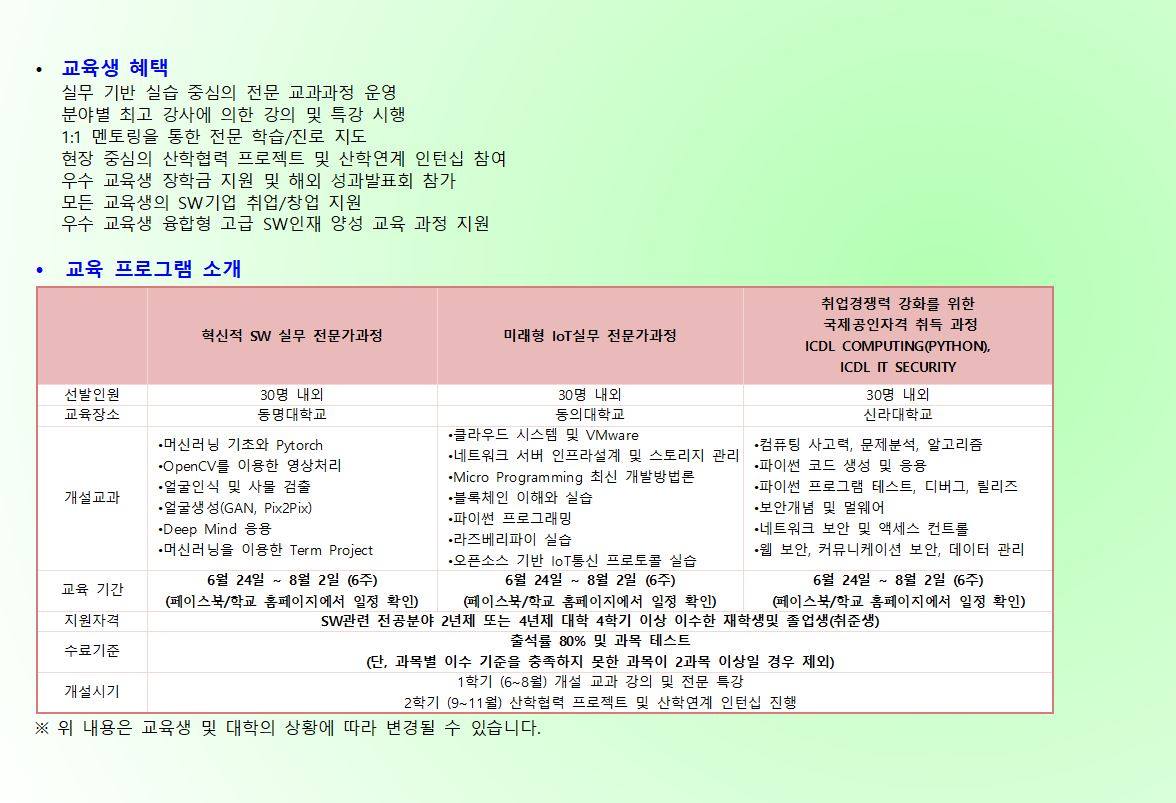 • 교육생 혜택
실무 기반 실습 중심의 전문 교과과정 운영
분야별 최고 강사에 의한 강의 및 특강 시행
1:1 멘토링을 통한 전문 학습/진로 지도
현장 중심의 산학협력 프로젝트 및 산학연계 인턴십 참여
우수 교육생 장학금 지원 및 해외 성과발표회 참가
모든 교육생의 SW기업 취업/창업 지원
우수 교육생 융합형 고급 SW인재 양성 교육 과정 지원
• 교육 프로그램 소개
혁신적 SW 실무 전문가과정
미래형 IoT실무 전문가과정
취업경쟁력 강화를 위한
국제공인자격 취득 과정
ICDL COMPUTING(PYTHON),
ICDL IT SECURITY
선발인원
30명 내외
30명 내외
30명 내외
교육장소
동명대학교
동의대학교
신라대학교
개설교과
•머신러닝 기초와 Pytorch
•OpenCV를 이용한 영상처리
•얼굴인식 및 사물 검출
•얼굴생성(GAN, Pix2Pix)
•Deep Mind 응용
•머신러닝을 이용한 Term Project
•클라우드 시스템 및 VMware
•네트워크 서버 인프라설계 및 스토리지 관리
•Micro Programming 최신 개발방법론
•블록체인 이해와 실습
•파이썬 프로그래밍
•라즈베리파이 실습
•오픈소스 기반 IoT통신 프로토콜 실습
•컴퓨팅 사고력, 문제분석, 알고리즘
•파이썬 코드 생성 및 응용
•파이썬 프로그램 테스트, 디버그, 릴리즈
•보안개념 및 멀웨어
•네트워크 보안 및 액세스 컨트롤
•웹 보안, 커뮤니케이션 보안, 데이터 관리
교육 기간
6월 24일 ~ 8월 2일 (6주)
(페이스북/학교 홈페이지에서 일정 확인)
6월 24일 ~ 8월 2일 (6주)
(페이스북/학교 홈페이지에서 일정 확인)
6월 24일 ~ 8월 2일 (6주)
(페이스북/학교 홈페이지에서 일정 확인)
지원자격
SW관련 전공분야 2년제 또는 4년제 대학 4학기 이상 이수한 재학생및 졸업생(취준생)
수료기준
출석률 80% 및 과목 테스트
(단, 과목별 이수 기준을 충족하지 못한 과목이 2과목 이상일 경우 제외)
개설시기
1학기 (6~8월) 개설 교과 강의 및 전문 특강
2학기 (9~11월) 산학협력 프로젝트 및 산학연계 인턴십 진행
※ 위 내용은 교육생 및 대학의 상황에 따라 변경될 수 있습니다.